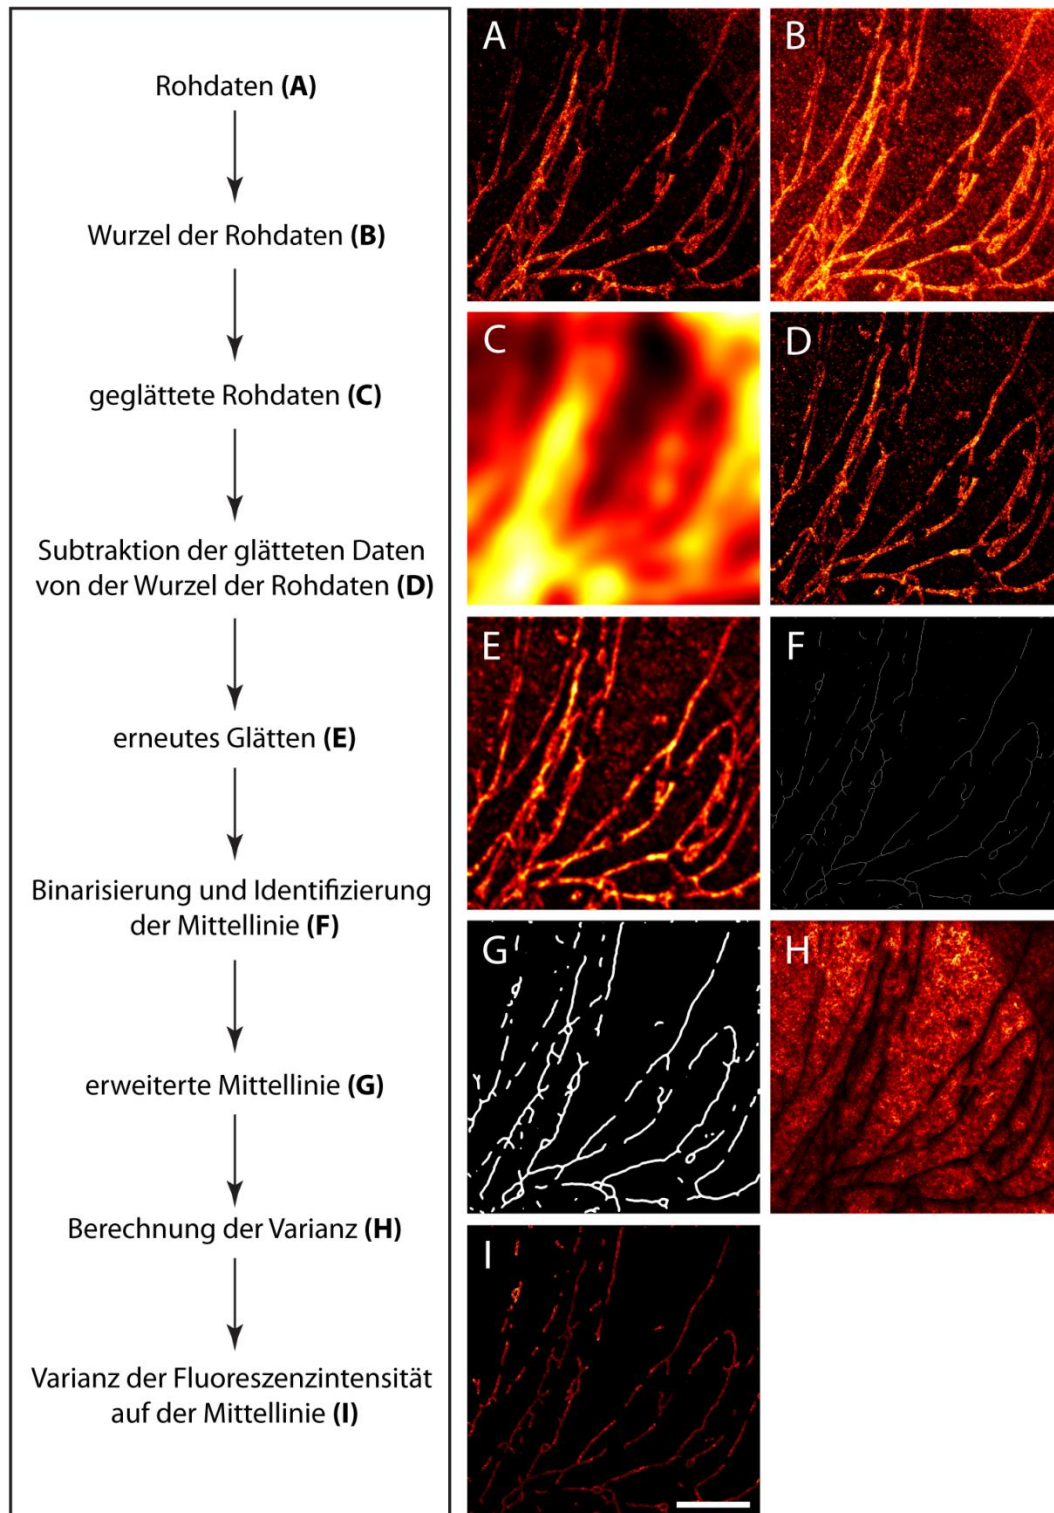 Rohdaten (A)
Wurzel der Rohdaten (B)
geglättete Rohdaten (C)
Subtraktion der glätteten Daten
von der Wurzel der Rohdaten (D)
erneutes Glätten (E)
Binarisierung und Identifizierung
der Mittellinie (F)
erweiterte Mittellinie (G)
Berechnung der Varianz (H)
Varianz der Fluoreszenzintensität
auf der Mittellinie (I)
A
B
C
D
E
F
G
H
I